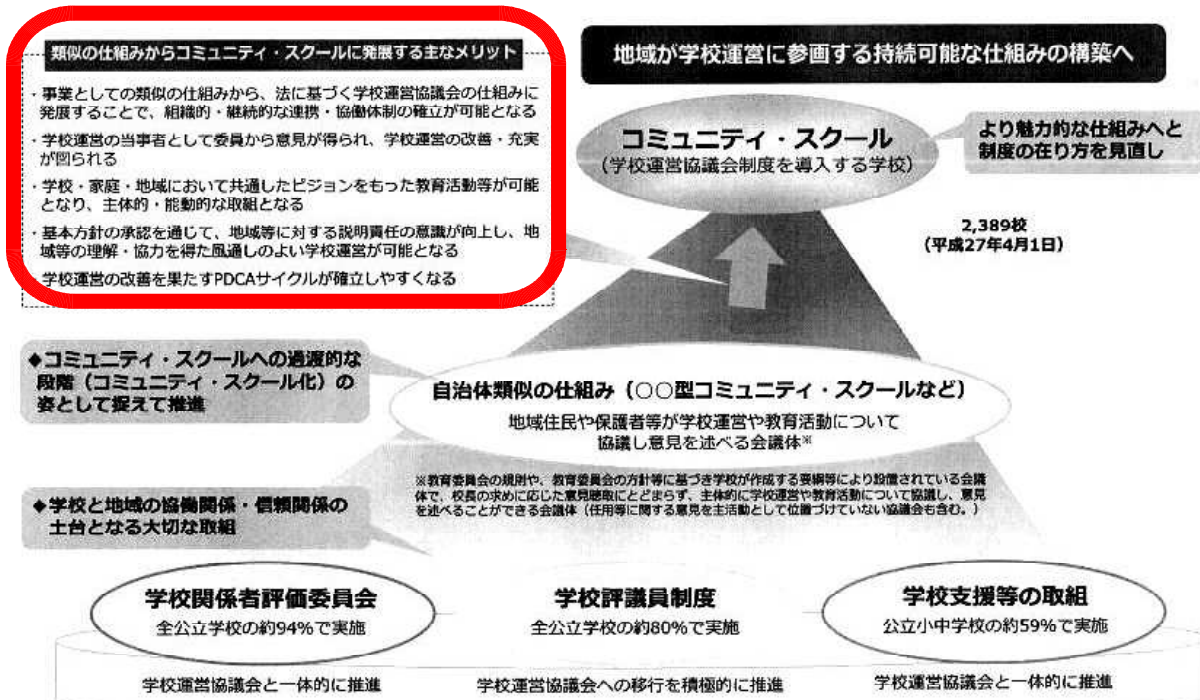 類似の仕組みからコミュニティ・スクールに発展する主なメリット
・事業としての類似の仕組みから、法に基づく学校運営協議会の仕組みに
発展することで、組織的・継続的な連携・協働体制の確立が可能となる
・学校運営の当事者として委員から意見が得られ、学校運営の改善・充実
が図られる
・学校・家庭・地域において共通したビジョンをもった教育活動等が可能
となり、主体的・能動的な取組となる
・基本方針の承認を通じて、地域等に対する説明責任の意識が向上し、地
域等の理解・協力を得た風通しのよい学校運営が可能となる
・学校運営の改善を果たすPDCAサイクルが確立しやすくなる
地域が学校運営に参画する持続可能な仕組みの構築へ
コミュニティ・スクール
(学校運営協議会制度を導入する学校)
より魅力的な仕組みへと
制度の在り方を見直し
2,389校
(平成27年4月1日)
◆コミュニティ・スクールへの過渡的な
段階(コミュニティ・スクール化)の
姿として捉えて推進
自治体類似の仕組み(○○型コミュニティ・スクールなど)
地域住民や保護者等が学校運営や教育活動について
協議し意見を述べる会議体※
※教育委員会の規則や、教育委員会の方針等に基づき学校が作成する要綱等により設置されている会議
体で、校長の求めに応じた意見聴取にとどまらず、主体的に学校運営や教育活動について協議し、意見
を述べることができる会議体(任用等に関する意見を主活動として位置づけていない協議会も含む。)
◆学校と地域の協働関係・信頼関係の
土台となる大切な取組
学校関係者評価委員会
全公立学校の約94%で実施
学校運営協議会と一体的に推進
学校評議員制度
全公立学校の約80%で実施
学校運営協議会への移行を積極的に推進
学校支援等の取組
公立小中学校の約59%で実施
学校運営協議会と一体的に推進